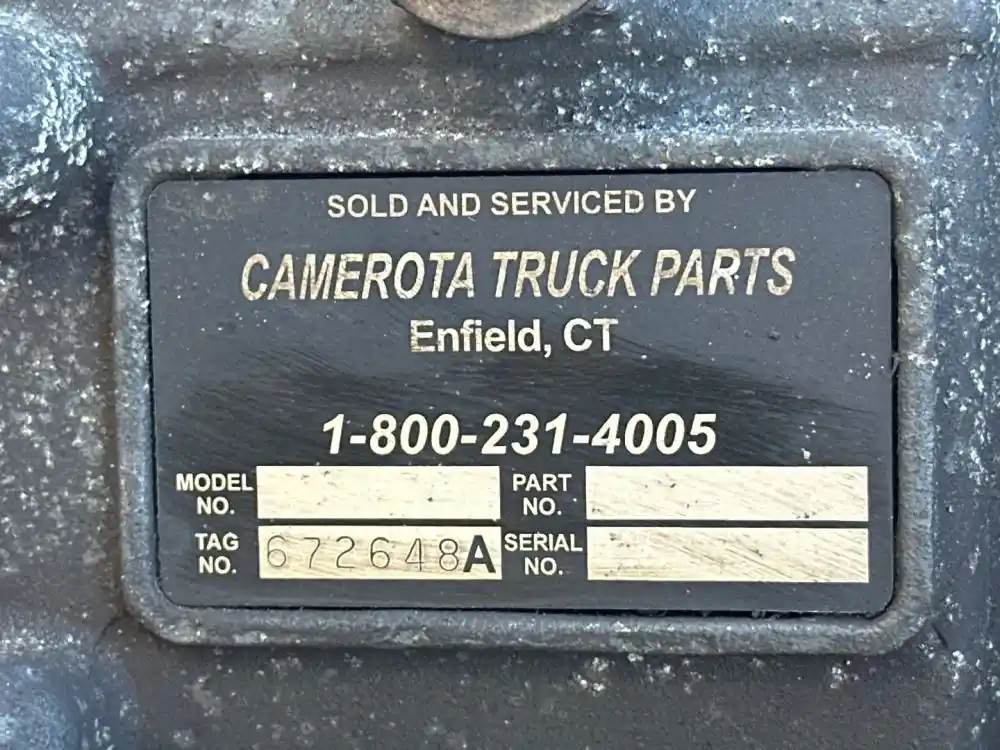 SOLD AND SERVICED BY
CAMEROTA TRUCK PARTS
Enfield, CT
1-800-231-4005
MODEL NO.
PART NO.
TAG NO. 672648A
SERIAL NO.